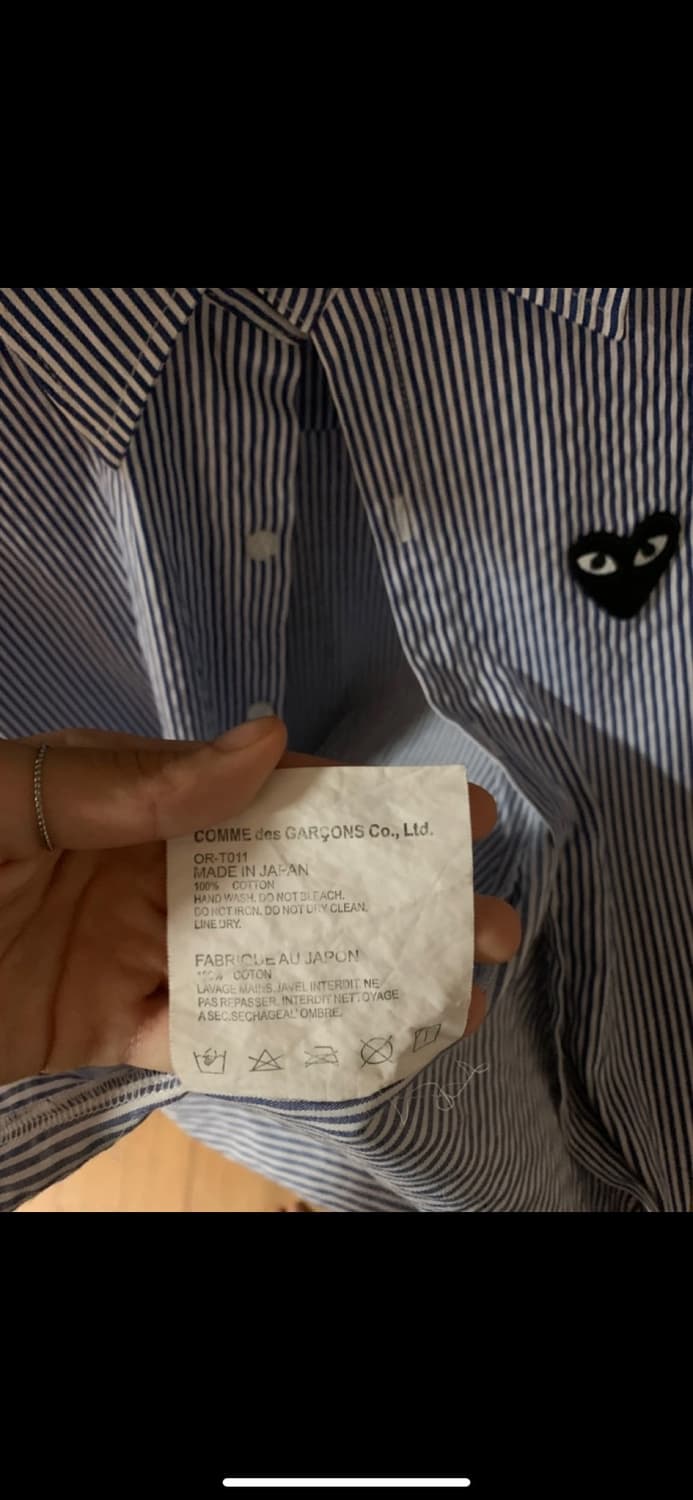 COMME des GARÇONS Co., Ltd.
OR-T011
MADE IN JAPAN
100% COTTON
HAND WASH. DO NOT BLEACH.
DO NOT IRON. DO NOT DRY CLEAN.
LINE DRY.
FABRIQUE AU JAPON
100% COTON
LAVAGE MAINS. JAVEL INTERDIT. NE
PAS REPASSER. INTERDIT NETTOYAGE
A SEC. SECHAGE A L' OMBRE.